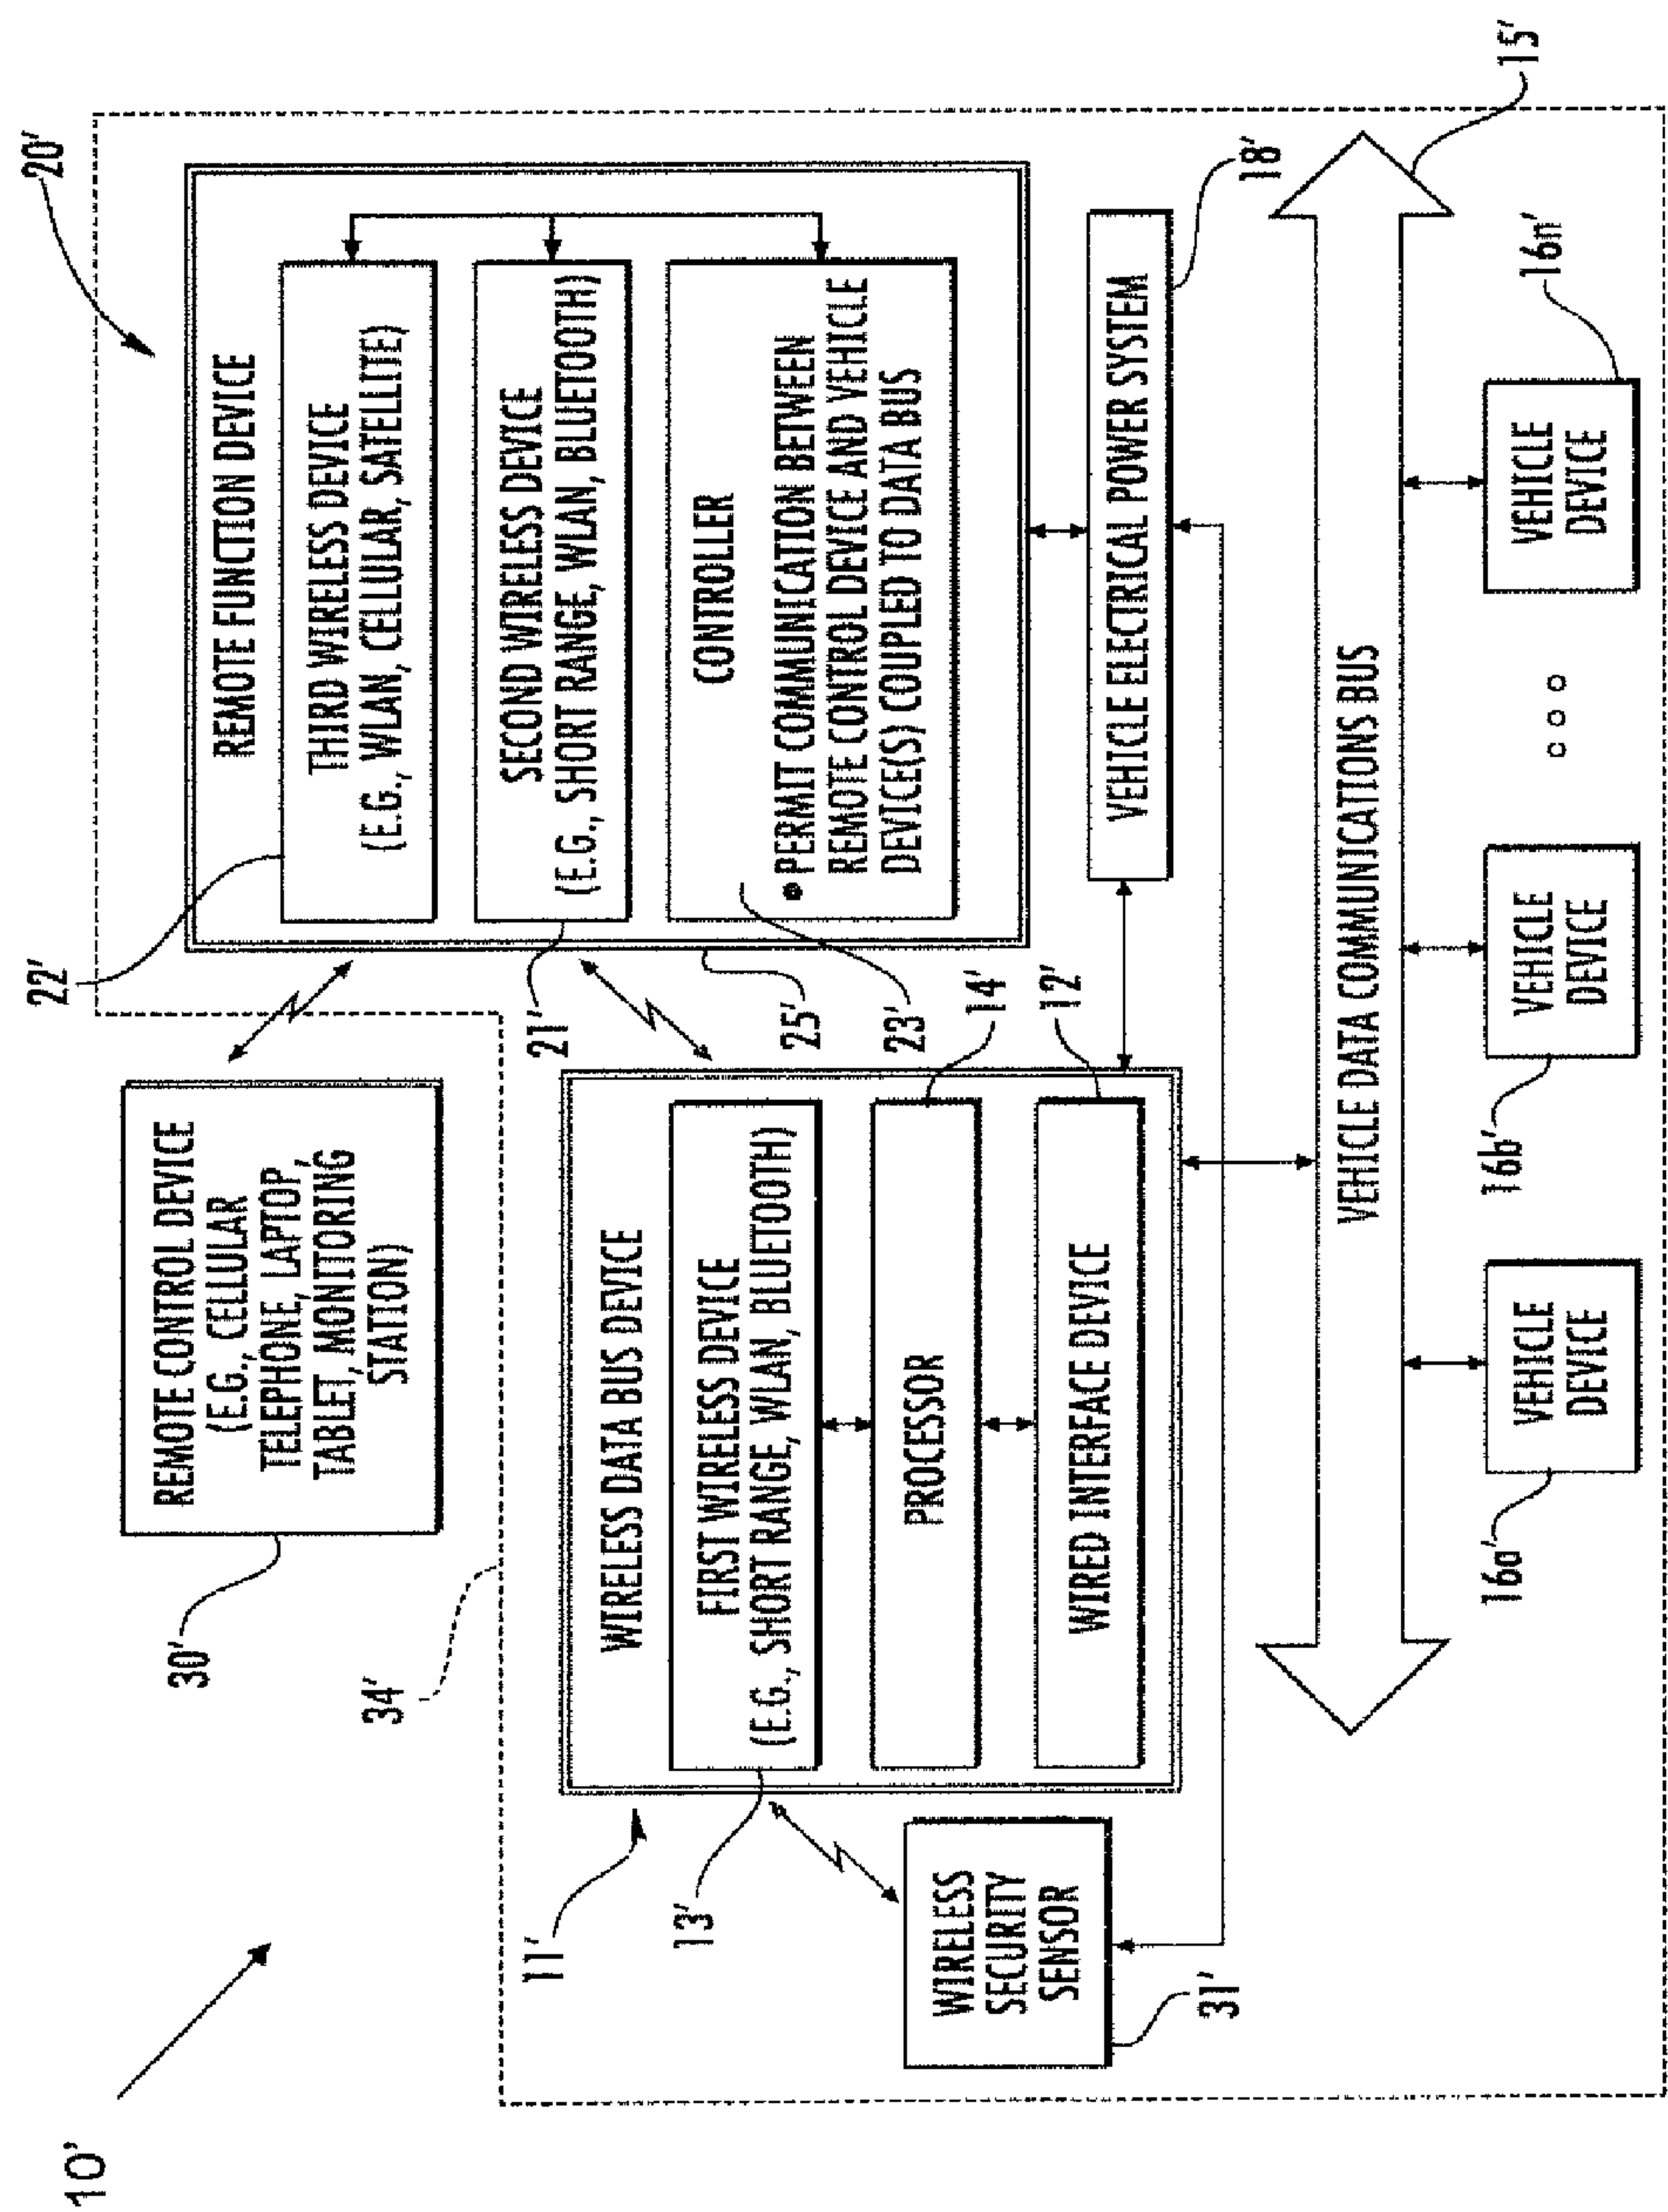 10'
30'
REMOTE CONTROL DEVICE
(E.G., CELLULAR
TELEPHONE, LAPTOP,
TABLET, MONITORING
STATION)
34'
22'
20'
REMOTE FUNCTION DEVICE
THIRD WIRELESS DEVICE
(E.G., WLAN, CELLULAR, SATELLITE)
SECOND WIRELESS DEVICE
(E.G., SHORT RANGE, WLAN, BLUETOOTH)
CONTROLLER
● PERMIT COMMUNICATION BETWEEN
REMOTE CONTROL DEVICE AND VEHICLE
DEVICE(S) COUPLED TO DATA BUS
21'
25'
23'
11'
13'
WIRELESS DATA BUS DEVICE
FIRST WIRELESS DEVICE
(E.G., SHORT RANGE, WLAN, BLUETOOTH)
PROCESSOR
WIRED INTERFACE DEVICE
14'
12'
WIRELESS
SECURITY
SENSOR
31'
VEHICLE ELECTRICAL POWER SYSTEM
18'
VEHICLE DATA COMMUNICATIONS BUS
15'
16a'
VEHICLE
DEVICE
16b'
VEHICLE
DEVICE
16n'
VEHICLE
DEVICE